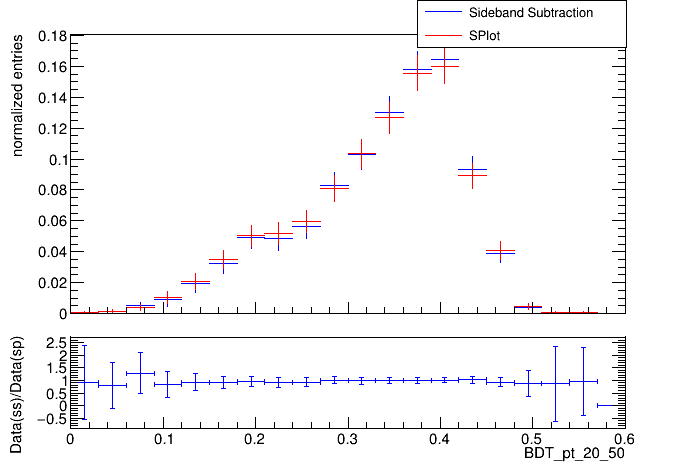 Sideband Subtraction
SPlot
normalized entries
0.18
0.16
0.14
0.12
0.1
0.08
0.06
0.04
0.02
0
Data(ss)/Data(sp)
2.5
2
1.5
1
0.5
0
−0.5
0 0.1 0.2 0.3 0.4 0.5 0.6
BDT_pt_20_50